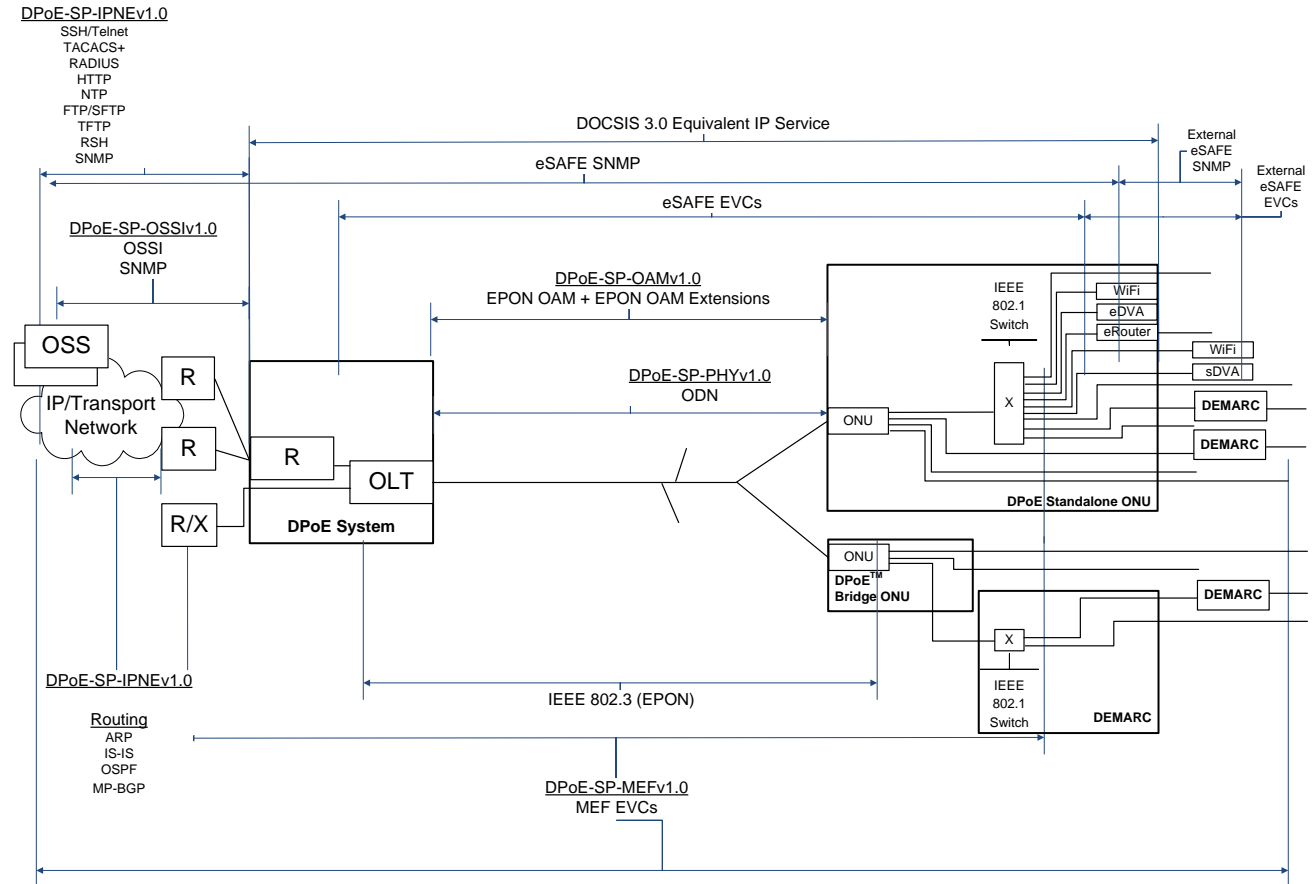 DPoE-SP-IPNEv1.0
SSH/Telnet
TACACS+
RADIUS
HTTP
NTP
FTP/SFTP
TFTP
RSH
SNMP
DOCSIS 3.0 Equivalent IP Service
External
eSAFE
SNMP
eSAFE SNMP
External
eSAFE
EVCs
eSAFE EVCs
DPoE-SP-OSSIv1.0
OSSI
SNMP
DPoE-SP-OAMv1.0
EPON OAM + EPON OAM Extensions
IEEE
802.1
Switch
WiFi
eDVA
eRouter
WiFi
sDVA
OSS
IP/Transport
Network
R
R
R/X
R
OLT
DPoE System
DPoE-SP-PHYv1.0
ODN
ONU
X
DEMARC
DEMARC
DPoE Standalone ONU
ONU
DPoE™
Bridge ONU
DEMARC
X
IEEE
802.1
Switch
DEMARC
DPoE-SP-IPNEv1.0
IEEE 802.3 (EPON)
Routing
ARP
IS-IS
OSPF
MP-BGP
DPoE-SP-MEFv1.0
MEF EVCs